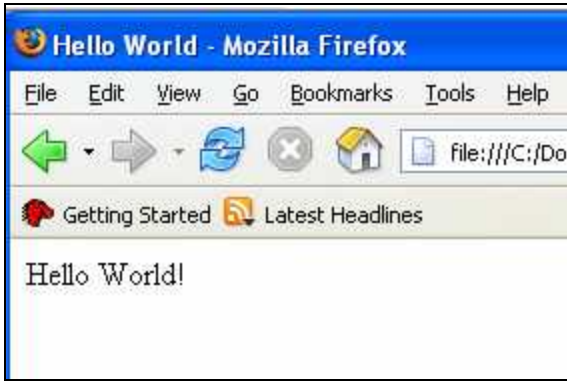 Hello World - Mozilla Firefox
File Edit View Go Bookmarks Tools Help
file:///C:/Do
Getting Started Latest Headlines
Hello World!